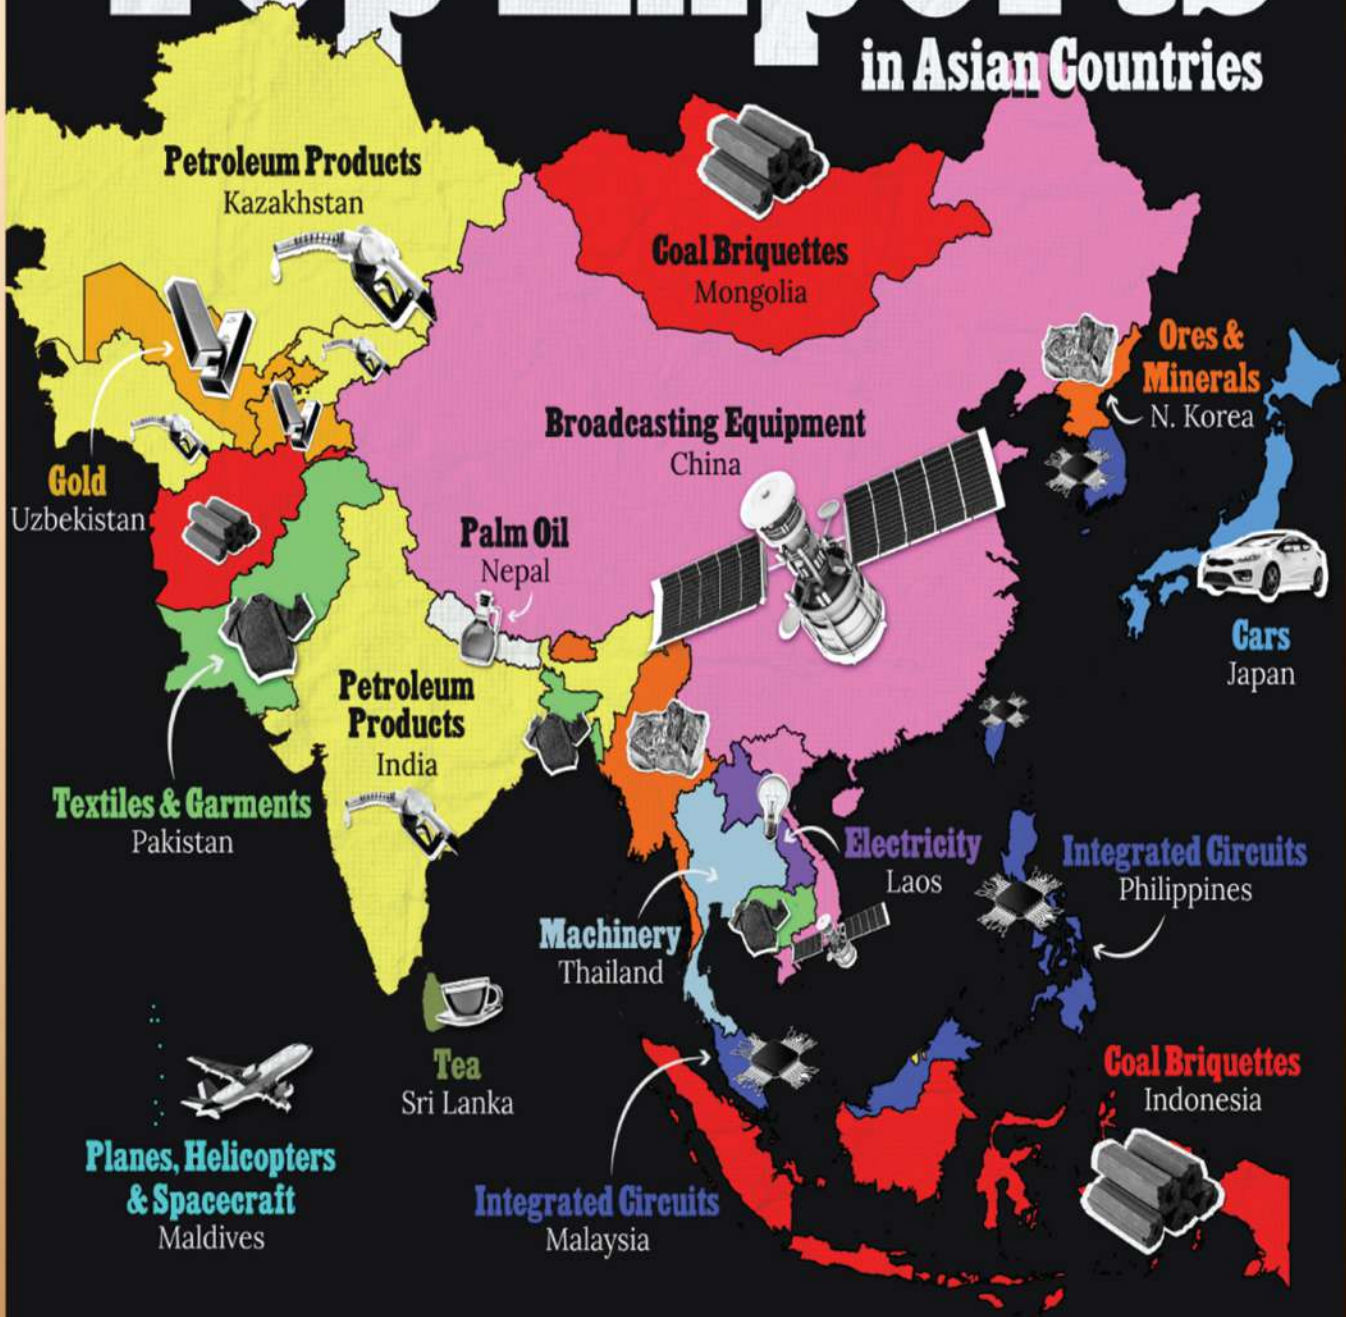 Top Exports
in Asian Countries
Petroleum Products
Kazakhstan
Coal Briquettes
Mongolia
Ores &
Minerals
N. Korea
Broadcasting Equipment
China
Gold
Uzbekistan
Palm Oil
Nepal
Cars
Japan
Petroleum
Products
India
Textiles & Garments
Pakistan
Electricity
Laos
Integrated Circuits
Philippines
Machinery
Thailand
Tea
Sri Lanka
Coal Briquettes
Indonesia
Planes, Helicopters
& Spacecraft
Maldives
Integrated Circuits
Malaysia